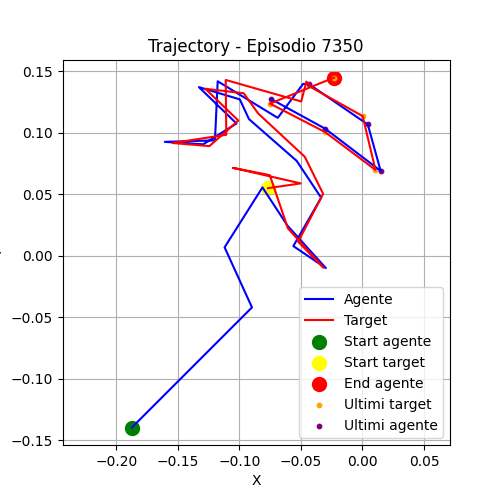 Trajectory - Episodio 7350
0.15
0.10
0.05
0.00
−0.05
−0.10
−0.15
Agente
Target
Start agente
Start target
End agente
Ultimi target
Ultimi agente
−0.20 −0.15 −0.10 −0.05 0.00 0.05
X